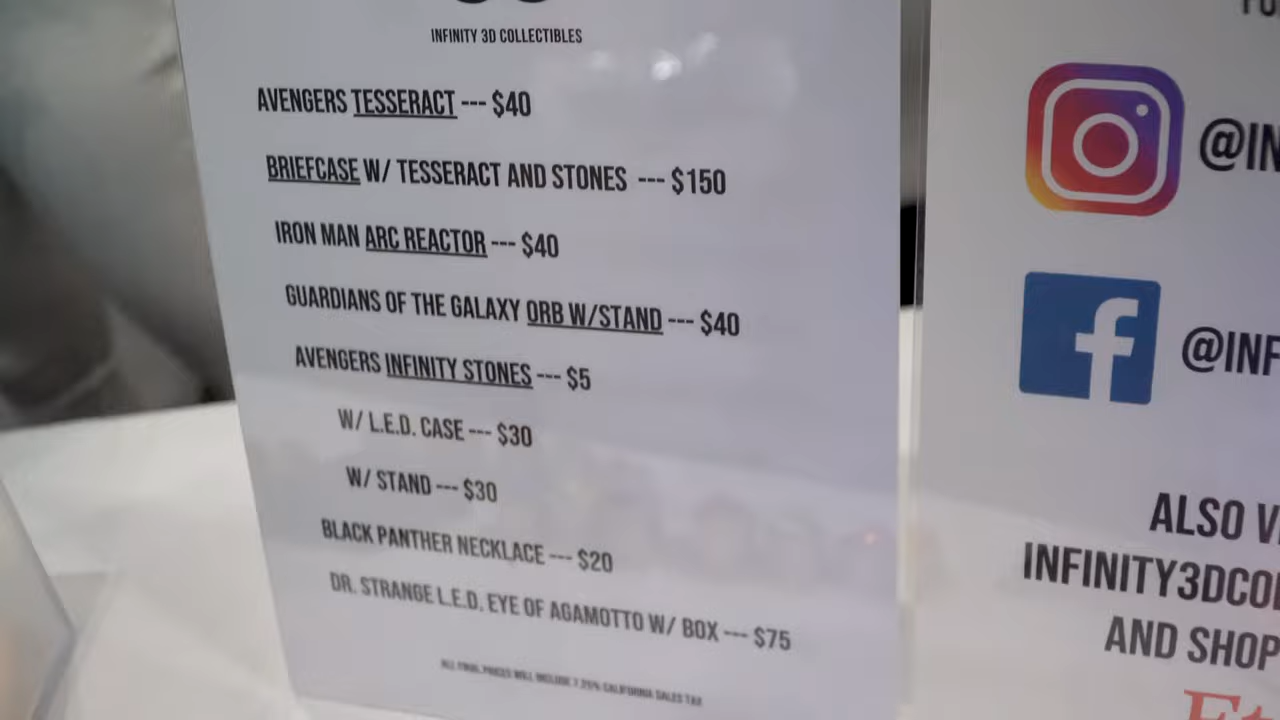 INFINITY 3D COLLECTIBLES
AVENGERS TESSERACT --- $40
BRIEFCASE W/ TESSERACT AND STONES --- $150
IRON MAN ARC REACTOR --- $40
GUARDIANS OF THE GALAXY ORB W/STAND --- $40
AVENGERS INFINITY STONES --- $5
W/ L.E.D. CASE --- $30
W/ STAND --- $30
BLACK PANTHER NECKLACE --- $20
DR. STRANGE L.E.D. EYE OF AGAMOTTO W/ BOX --- $75
ALL FINAL PRICES WILL INCLUDE 7.25% CALIFORNIA SALES TAX
@IN
@INF
ALSO V
INFINITY3DCO
AND SHOP
Et